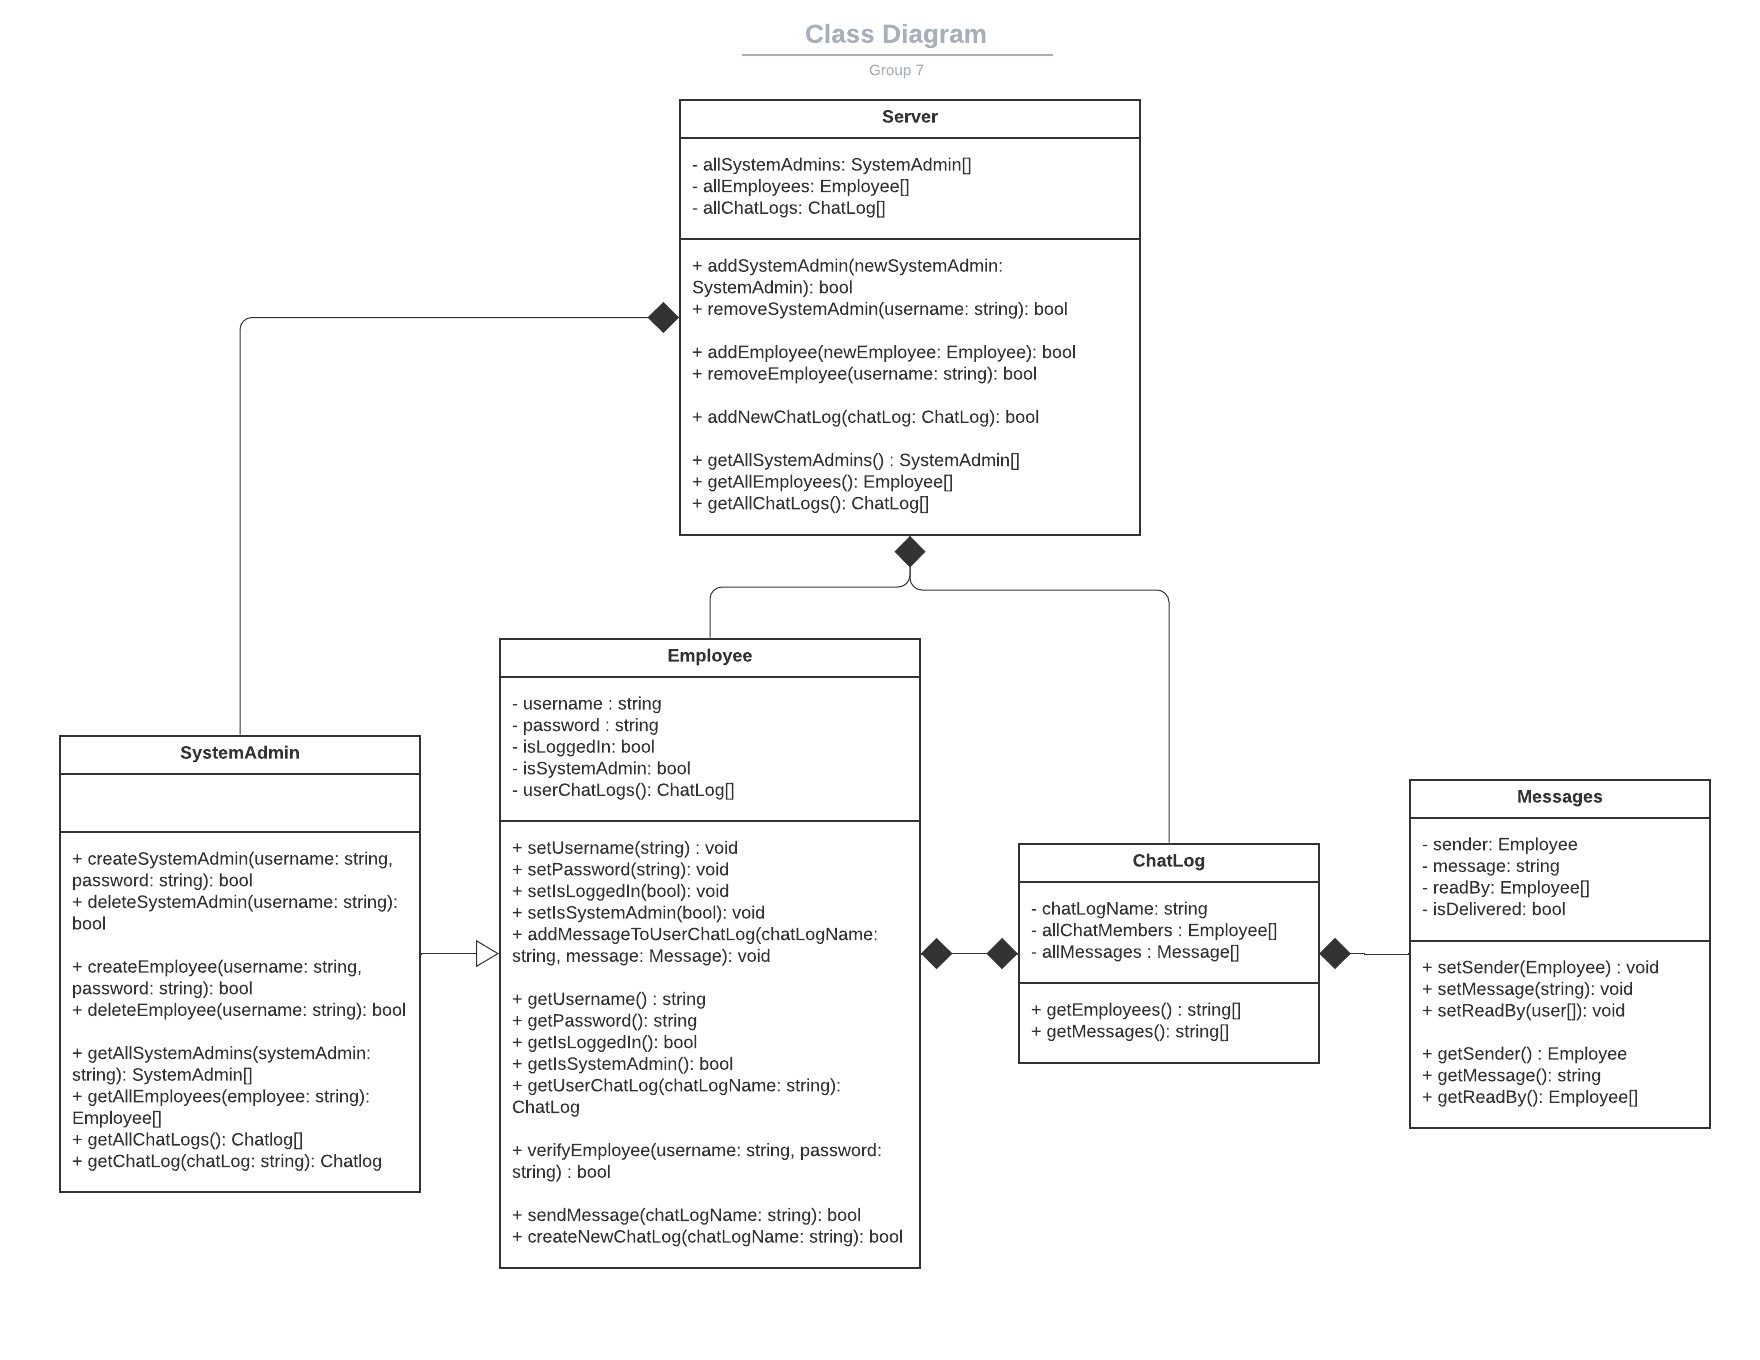 Class Diagram
Group 7
Server
- allSystemAdmins: SystemAdmin[]
- allEmployees: Employee[]
- allChatLogs: ChatLog[]
+ addSystemAdmin(newSystemAdmin:
SystemAdmin): bool
+ removeSystemAdmin(username: string): bool
+ addEmployee(newEmployee: Employee): bool
+ removeEmployee(username: string): bool
+ addNewChatLog(chatLog: ChatLog): bool
+ getAllSystemAdmins() : SystemAdmin[]
+ getAllEmployees(): Employee[]
+ getAllChatLogs(): ChatLog[]
SystemAdmin
+ createSystemAdmin(username: string,
password: string): bool
+ deleteSystemAdmin(username: string):
bool
+ createEmployee(username: string,
password: string): bool
+ deleteEmployee(username: string): bool
+ getAllSystemAdmins(systemAdmin:
string): SystemAdmin[]
+ getAllEmployees(employee: string):
Employee[]
+ getAllChatLogs(): Chatlog[]
+ getChatLog(chatLog: string): Chatlog
Employee
- username : string
- password : string
- isLoggedIn: bool
- isSystemAdmin: bool
- userChatLogs(): ChatLog[]
+ setUsername(string) : void
+ setPassword(string): void
+ setIsLoggedIn(bool): void
+ setIsSystemAdmin(bool): void
+ addMessageToUserChatLog(chatLogName:
string, message: Message): void
+ getUsername() : string
+ getPassword(): string
+ getIsLoggedIn(): bool
+ getIsSystemAdmin(): bool
+ getUserChatLog(chatLogName: string):
ChatLog
+ verifyEmployee(username: string, password:
string) : bool
+ sendMessage(chatLogName: string): bool
+ createNewChatLog(chatLogName: string): bool
ChatLog
- chatLogName: string
- allChatMembers : Employee[]
- allMessages : Message[]
+ getEmployees() : string[]
+ getMessages(): string[]
Messages
- sender: Employee
- message: string
- readBy: Employee[]
- isDelivered: bool
+ setSender(Employee) : void
+ setMessage(string): void
+ setReadBy(user[]): void
+ getSender() : Employee
+ getMessage(): string
+ getReadBy(): Employee[]